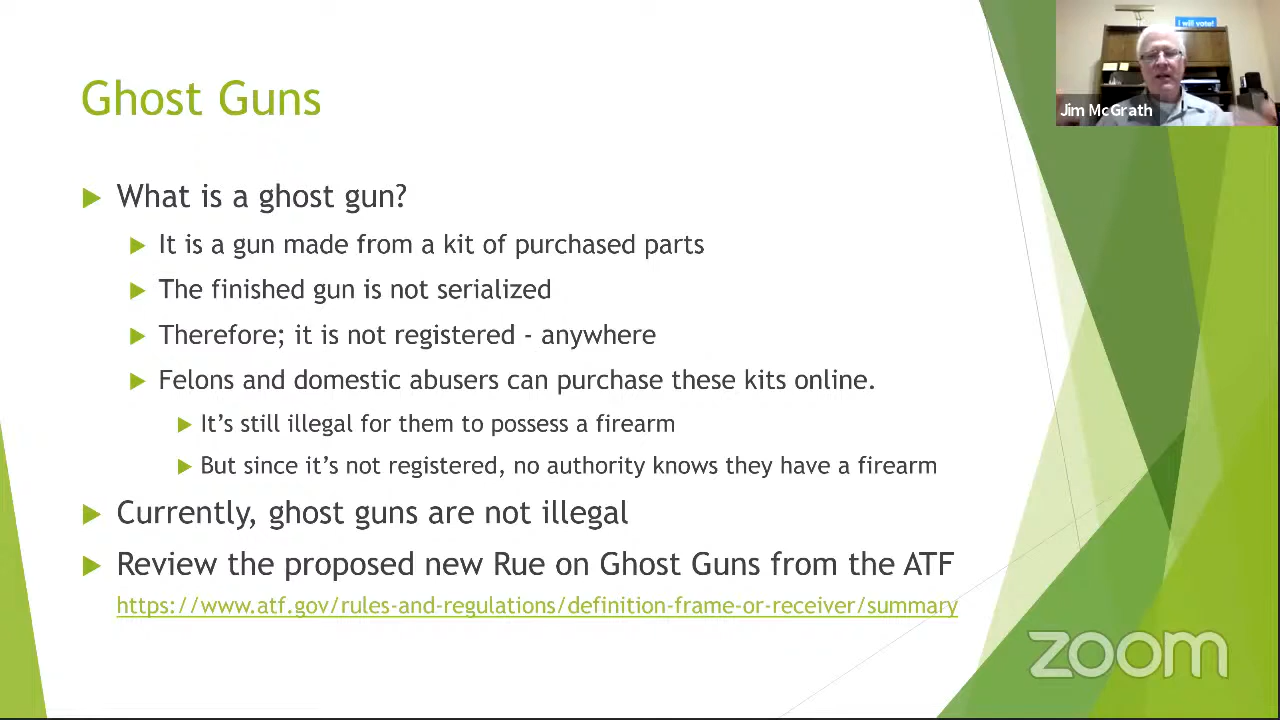 I will vote!
Jim McGrath
Ghost Guns
What is a ghost gun?
It is a gun made from a kit of purchased parts
The finished gun is not serialized
Therefore; it is not registered - anywhere
Felons and domestic abusers can purchase these kits online.
It's still illegal for them to possess a firearm
But since it's not registered, no authority knows they have a firearm
Currently, ghost guns are not illegal
Review the proposed new Rue on Ghost Guns from the ATF
https://www.atf.gov/rules-and-regulations/definition-frame-or-receiver/summary
zoom